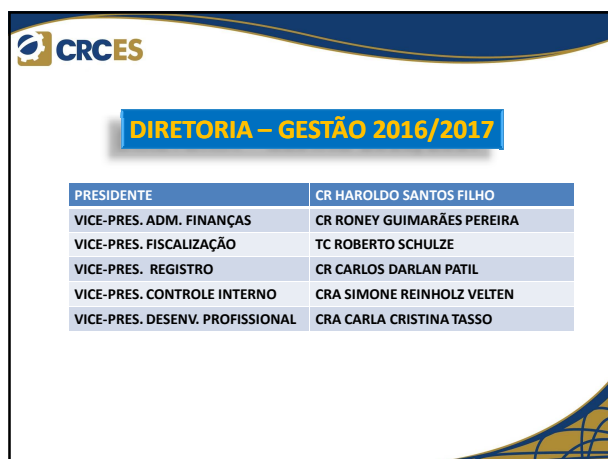 CRCES
DIRETORIA – GESTÃO 2016/2017
PRESIDENTE CR HAROLDO SANTOS FILHO
VICE-PRES. ADM. FINANÇAS CR RONEY GUIMARÃES PEREIRA
VICE-PRES. FISCALIZAÇÃO TC ROBERTO SCHULZE
VICE-PRES. REGISTRO CR CARLOS DARLAN PATIL
VICE-PRES. CONTROLE INTERNO CRA SIMONE REINHOLZ VELTEN
VICE-PRES. DESENV. PROFISSIONAL CRA CARLA CRISTINA TASSO